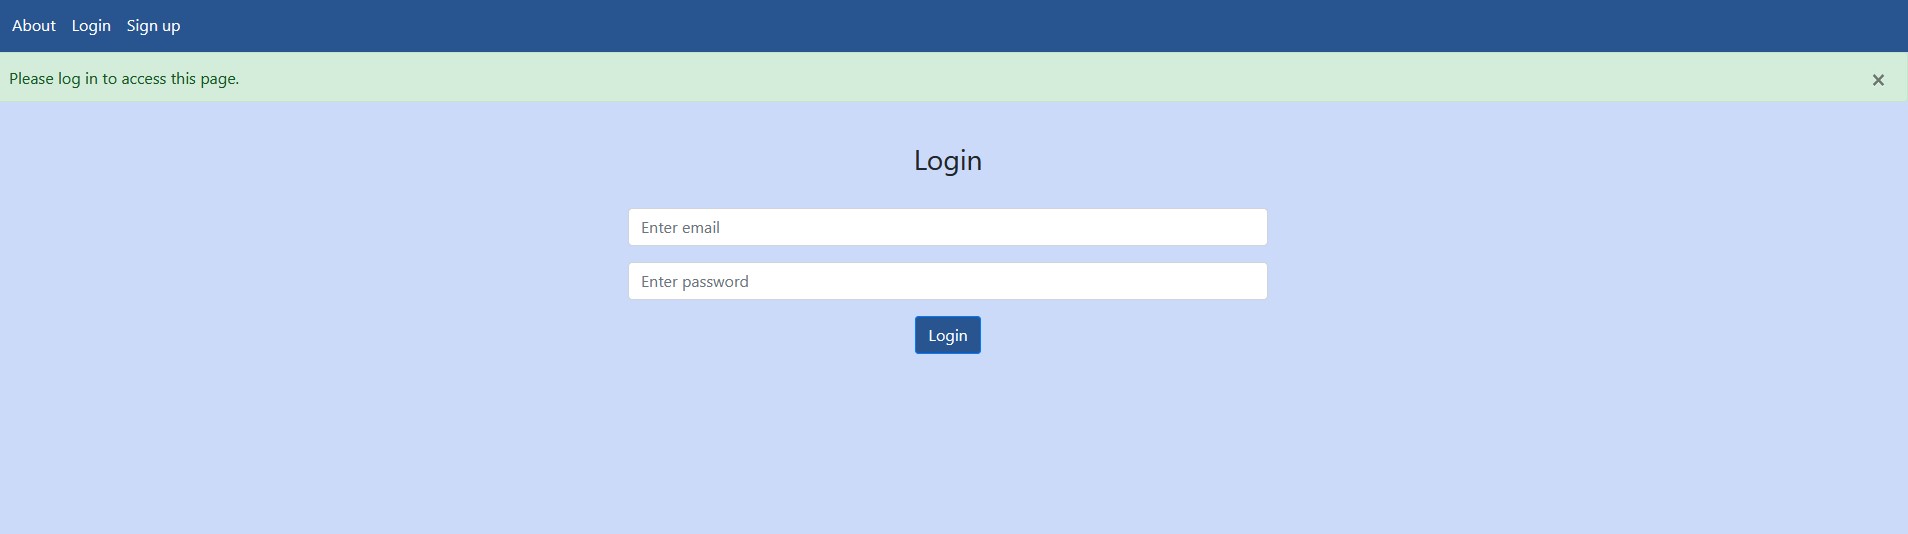 About Login Sign up
Please log in to access this page. ×
Login
Enter email
Enter password
Login